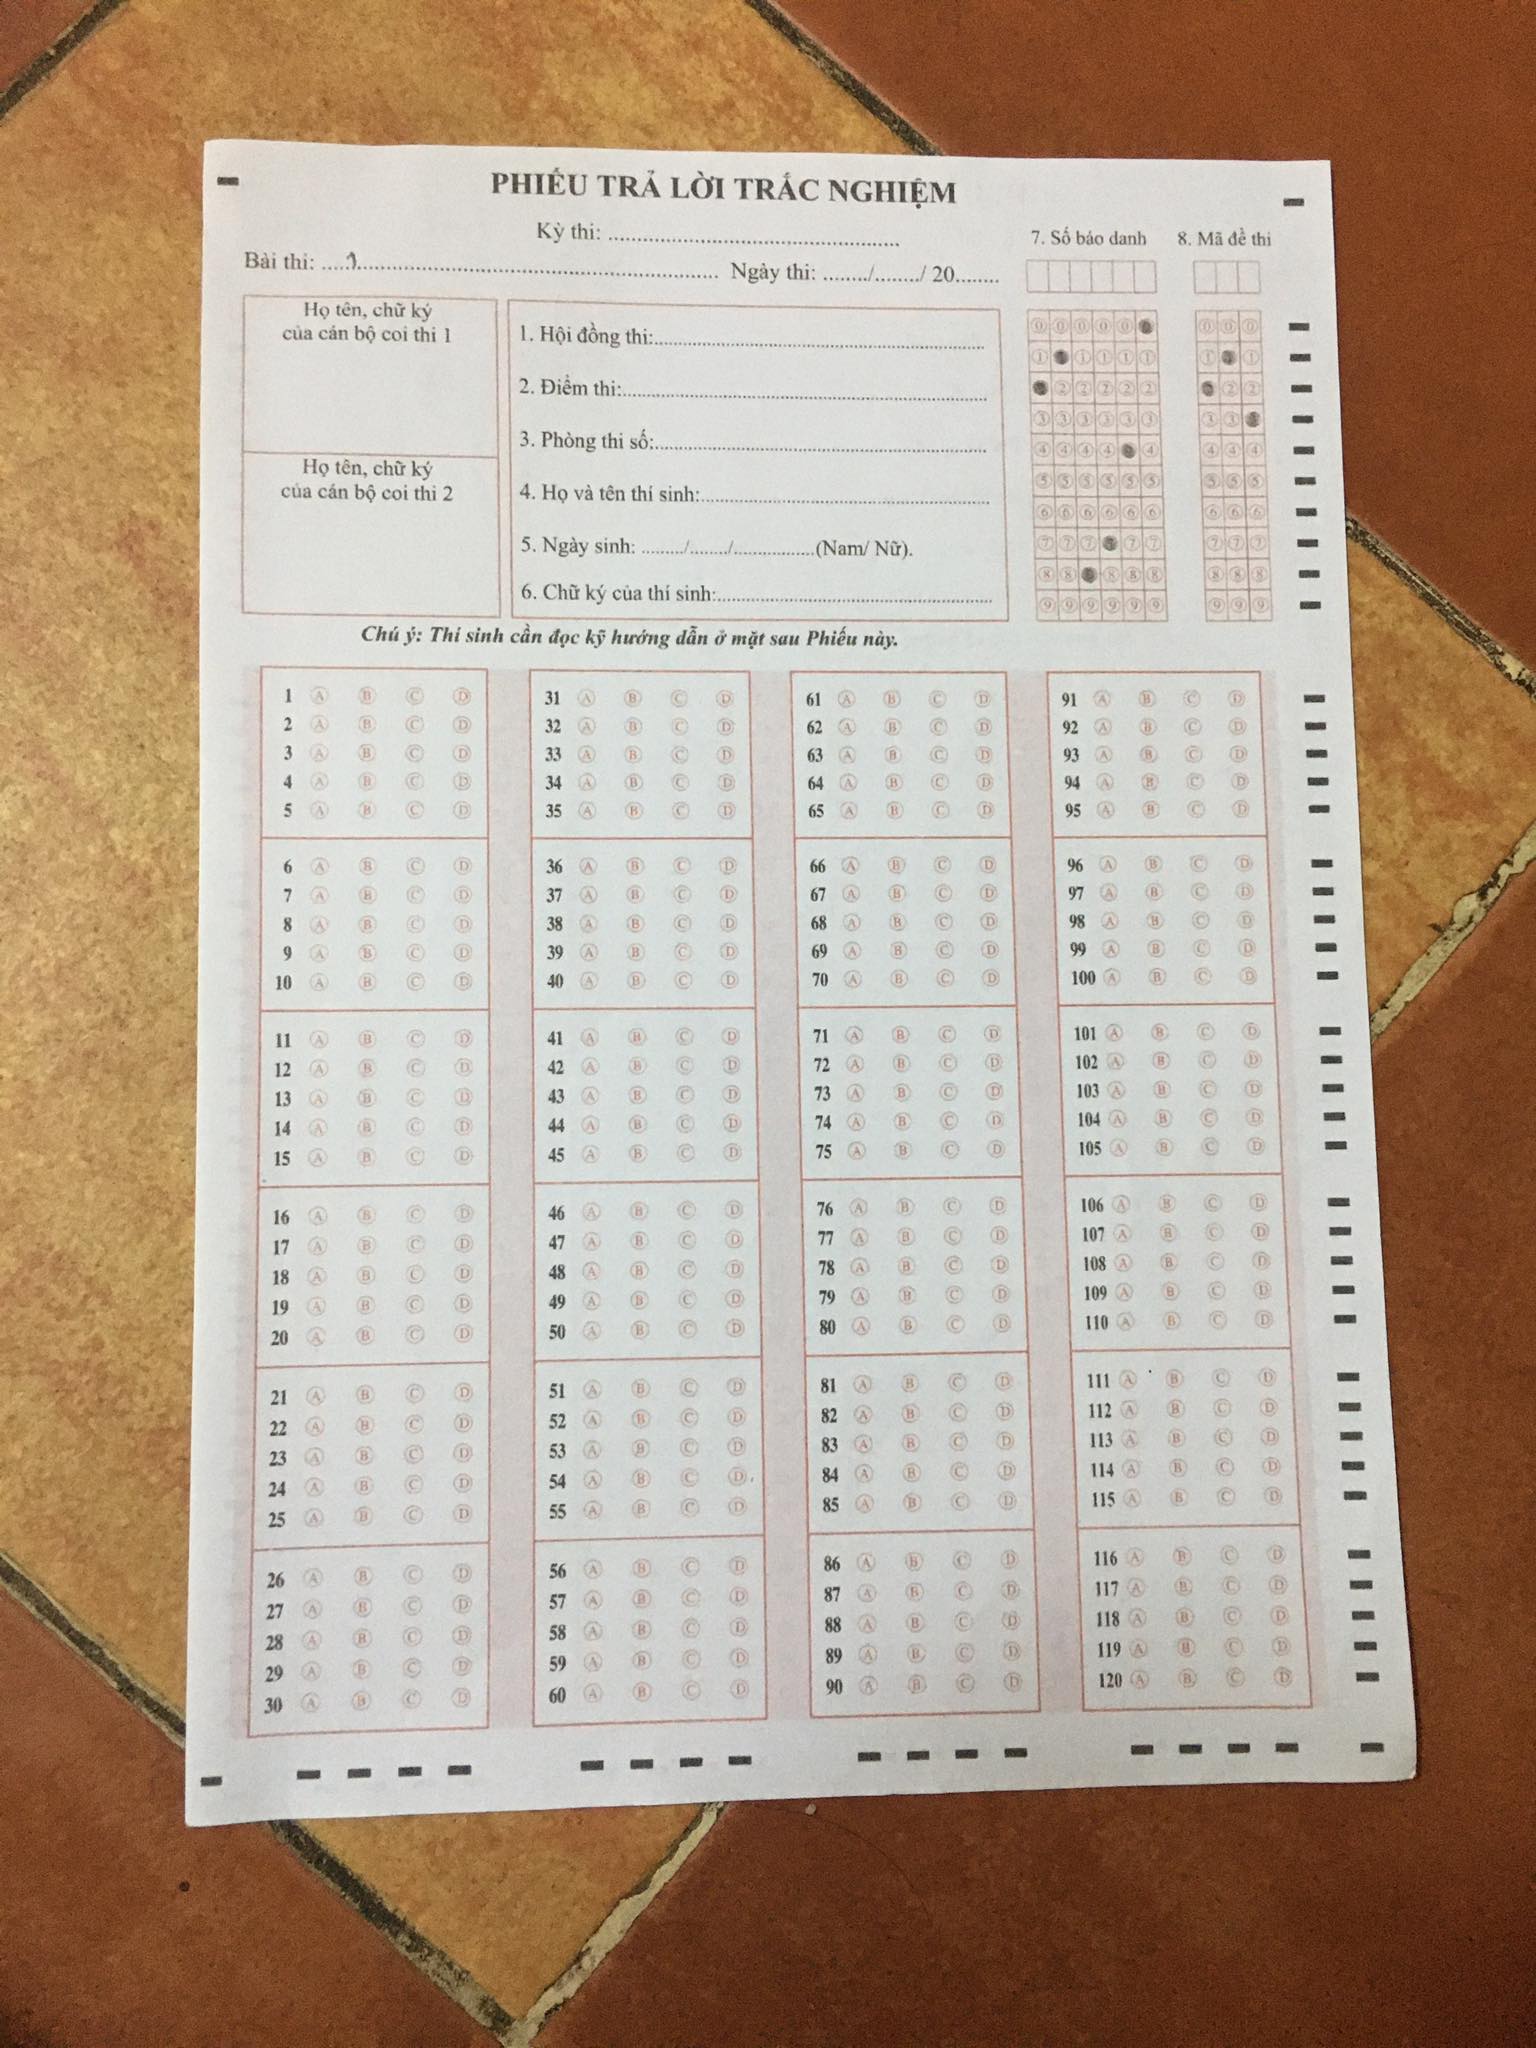 PHIẾU TRẢ LỜI TRẮC NGHIỆM
Kỳ thi: ................................................
Bài thi: ....1............................................................ Ngày thi: ......../......../ 20........
7. Số báo danh
8. Mã đề thi
Họ tên, chữ ký
của cán bộ coi thi 1
Họ tên, chữ ký
của cán bộ coi thi 2
1. Hội đồng thi:............................................................
2. Điểm thi:............................................................
3. Phòng thi số:............................................................
4. Họ và tên thí sinh:..................................................
5. Ngày sinh: ......../......./...............(Nam/ Nữ).
6. Chữ ký của thí sinh:..................................................
0 0 0 0 0
1 1 1 1 1
2 2 2 2 2
3 3 3 3 3 3
4 4 4 4 4
5 5 5 5 5 5
6 6 6 6 6 6
7 7 7 7 7
8 8 8 8 8
9 9 9 9 9 9
0 0 0
1 1
2 2
3 3
4 4 4
5 5 5
6 6 6
7 7 7
8 8 8
9 9 9
Chú ý: Thí sinh cần đọc kỹ hướng dẫn ở mặt sau Phiếu này.
1 A B C D
2 A B C D
3 A B C D
4 A B C D
5 A B C D
6 A B C D
7 A B C D
8 A B C D
9 A B C D
10 A B C D
11 A B C D
12 A B C D
13 A B C D
14 A B C D
15 A B C D
16 A B C D
17 A B C D
18 A B C D
19 A B C D
20 A B C D
21 A B C D
22 A B C D
23 A B C D
24 A B C D
25 A B C D
26 A B C D
27 A B C D
28 A B C D
29 A B C D
30 A B C D
31 A B C D
32 A B C D
33 A B C D
34 A B C D
35 A B C D
36 A B C D
37 A B C D
38 A B C D
39 A B C D
40 A B C D
41 A B C D
42 A B C D
43 A B C D
44 A B C D
45 A B C D
46 A B C D
47 A B C D
48 A B C D
49 A B C D
50 A B C D
51 A B C D
52 A B C D
53 A B C D
54 A B C D
55 A B C D
56 A B C D
57 A B C D
58 A B C D
59 A B C D
60 A B C D
61 A B C D
62 A B C D
63 A B C D
64 A B C D
65 A B C D
66 A B C D
67 A B C D
68 A B C D
69 A B C D
70 A B C D
71 A B C D
72 A B C D
73 A B C D
74 A B C D
75 A B C D
76 A B C D
77 A B C D
78 A B C D
79 A B C D
80 A B C D
81 A B C D
82 A B C D
83 A B C D
84 A B C D
85 A B C D
86 A B C D
87 A B C D
88 A B C D
89 A B C D
90 A B C D
91 A B C D
92 A B C D
93 A B C D
94 A B C D
95 A B C D
96 A B C D
97 A B C D
98 A B C D
99 A B C D
100 A B C D
101 A B C D
102 A B C D
103 A B C D
104 A B C D
105 A B C D
106 A B C D
107 A B C D
108 A B C D
109 A B C D
110 A B C D
111 A B C D
112 A B C D
113 A B C D
114 A B C D
115 A B C D
116 A B C D
117 A B C D
118 A B C D
119 A B C D
120 A B C D